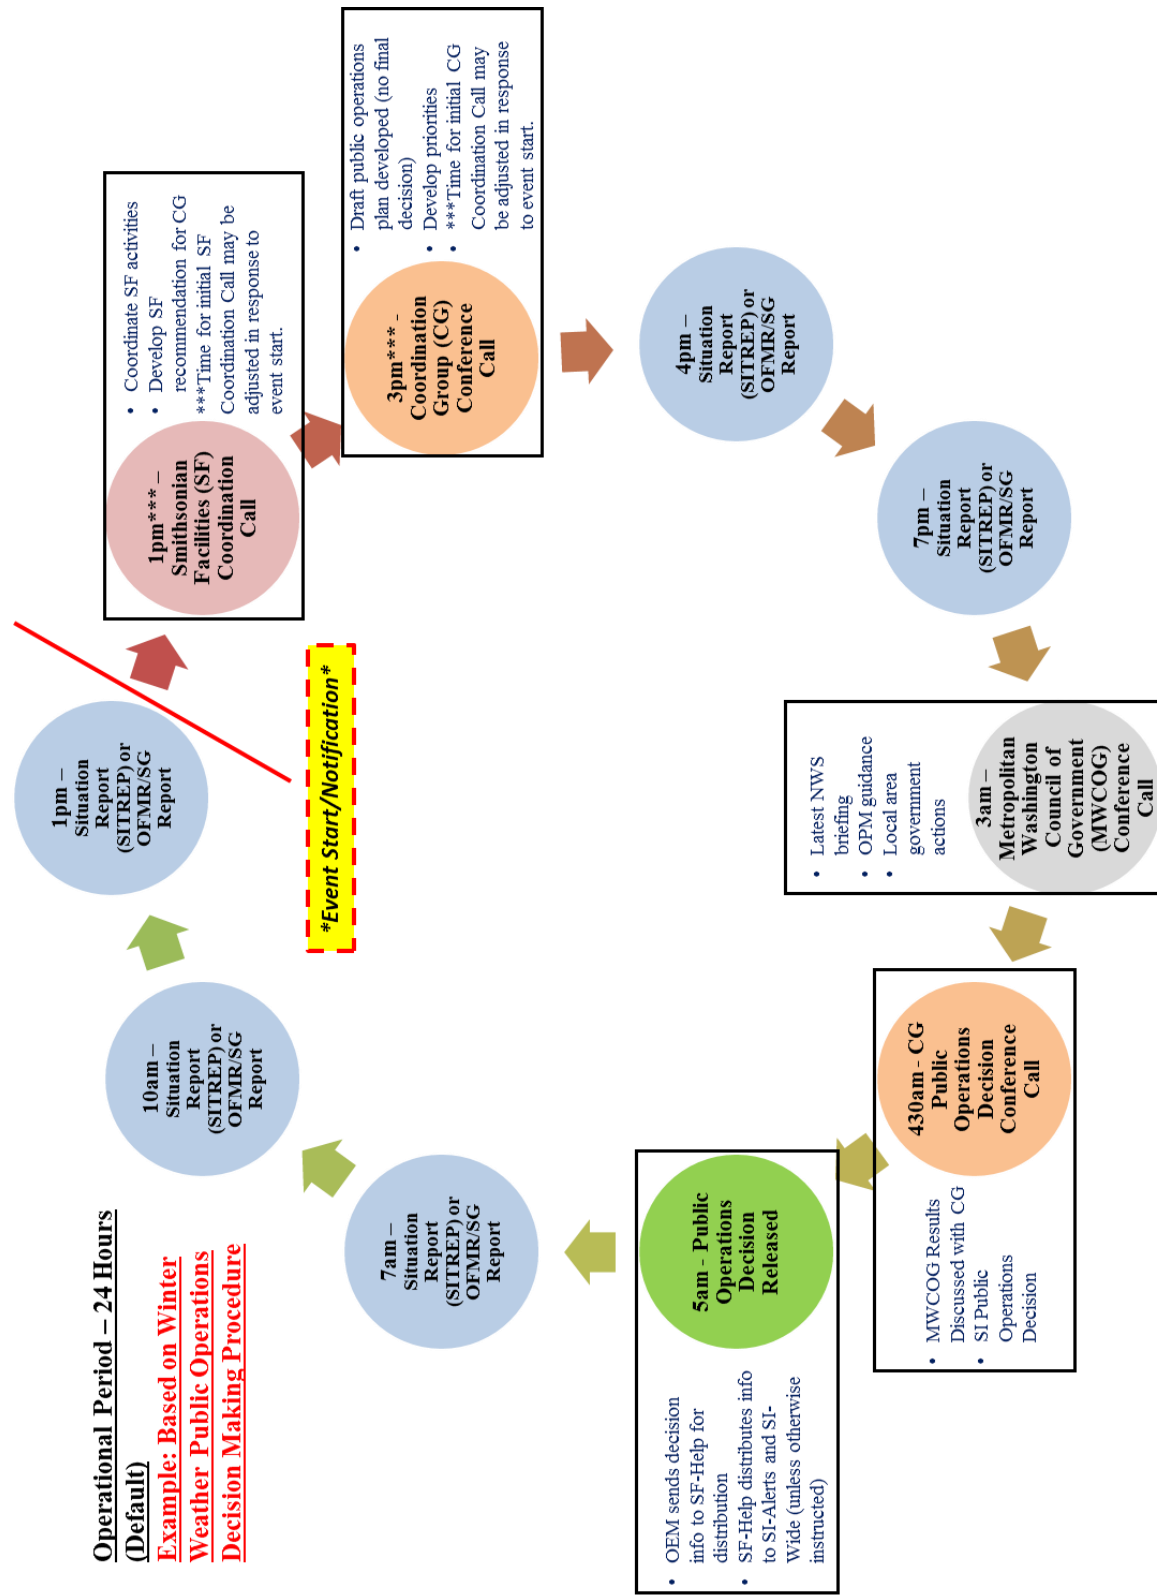 Operational Period – 24 Hours
(Default)
Example: Based on Winter
Weather Public Operations
Decision Making Procedure
*Event Start/Notification*
1pm*** –
Smithsonian
Facilities (SF)
Coordination
Call
• Coordinate SF activities
• Develop SF
recommendation for CG
***Time for initial SF
Coordination Call may be
adjusted in response to
event start.
3pm*** -
Coordination
Group (CG)
Conference
Call
• Draft public operations
plan developed (no final
decision)
• Develop priorities
• ***Time for initial CG
Coordination Call may
be adjusted in response
to event start.
4pm –
Situation
Report
(SITREP) or
OFMR/SG
Report
7pm –
Situation
Report
(SITREP) or
OFMR/SG
Report
3am –
Metropolitan
Washington
Council of
Government
(MWCOG)
Conference
Call
• Latest NWS
briefing
• OPM guidance
• Local area
government
actions
430am - CG
Public
Operations
Decision
Conference
Call
• MWCOG Results
Discussed with CG
• SI Public
Operations
Decision
5am - Public
Operations
Decision
Released
• OEM sends decision
info to SF-Help for
distribution
• SF-Help distributes info
to SI-Alerts and SI-
Wide (unless otherwise
instructed)
7am –
Situation
Report
(SITREP) or
OFMR/SG
Report
10am –
Situation
Report
(SITREP) or
OFMR/SG
Report
1pm –
Situation
Report
(SITREP) or
OFMR/SG
Report